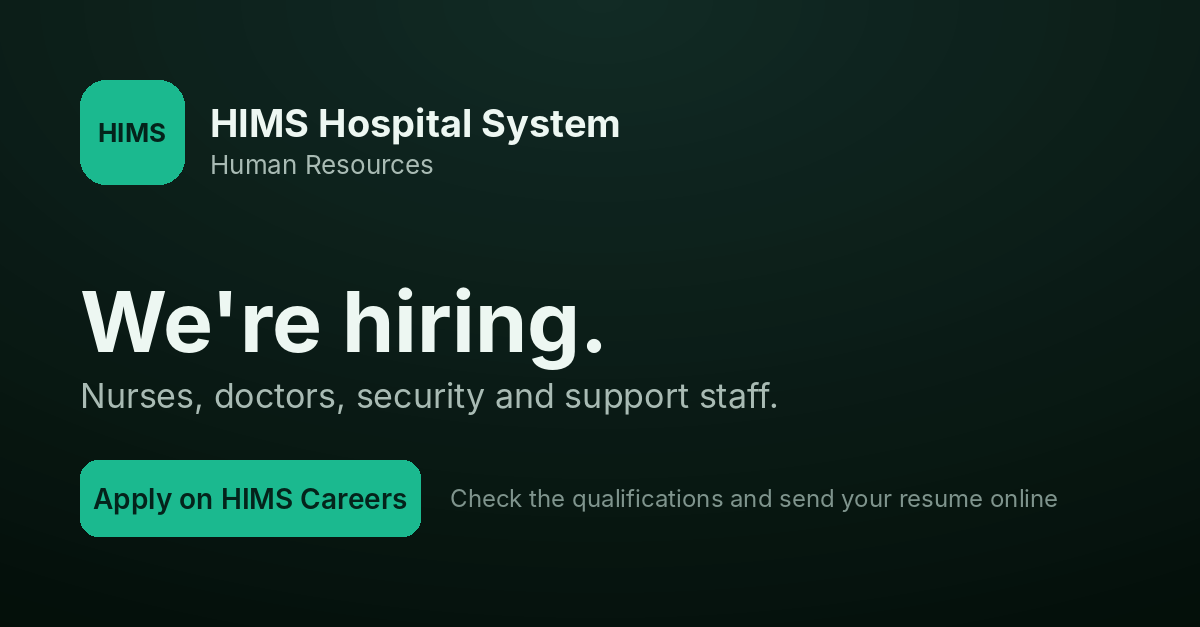 HIMS
HIMS Hospital System
Human Resources
We're hiring.
Nurses, doctors, security and support staff.
Apply on HIMS Careers
Check the qualifications and send your resume online